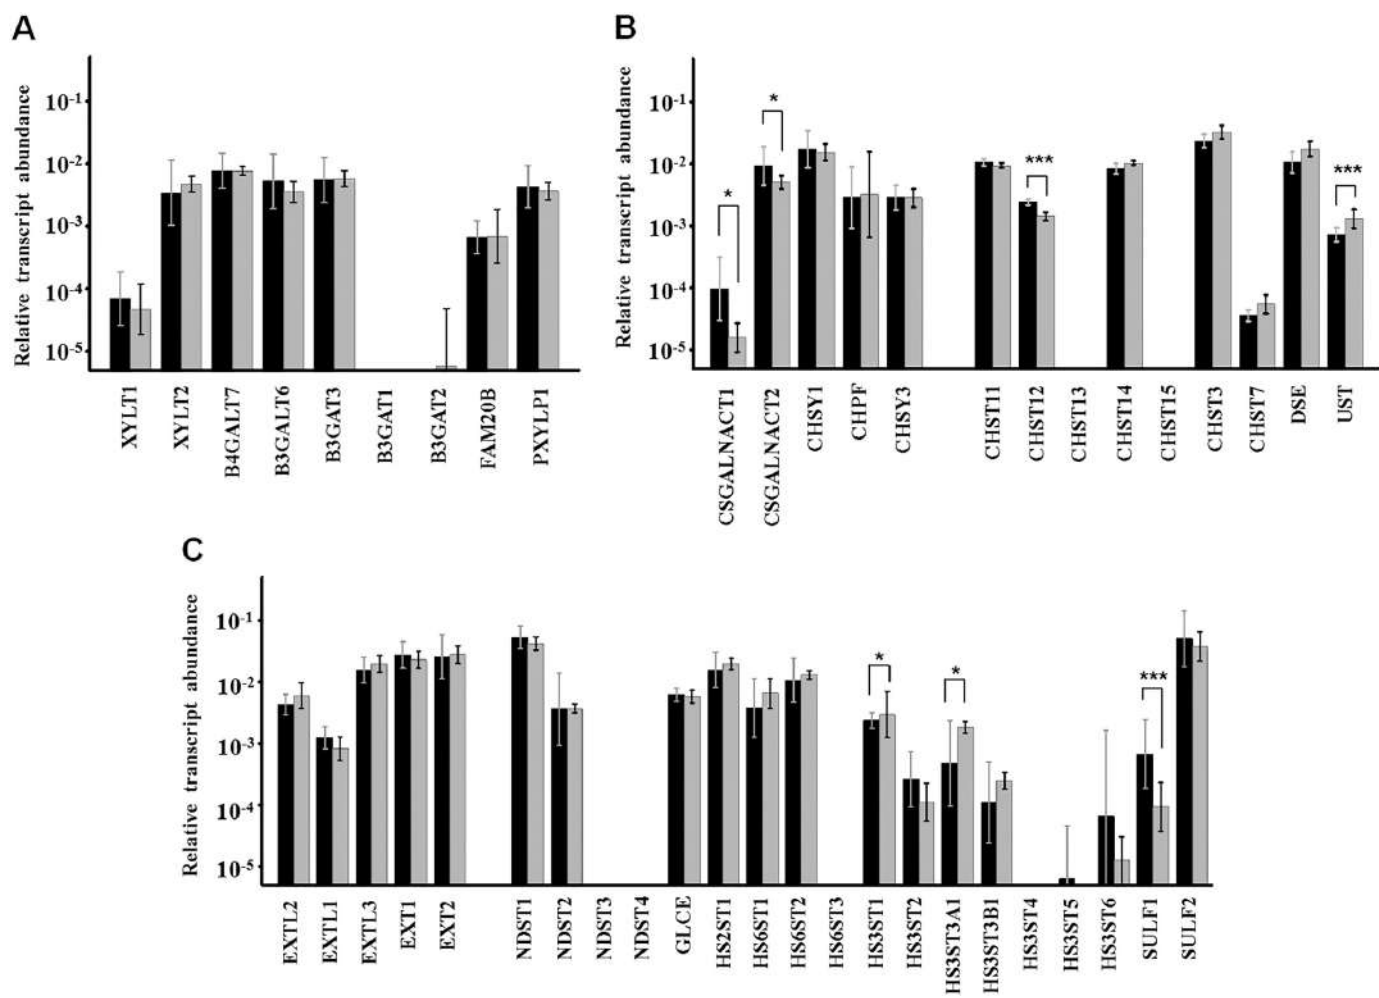 A
Relative transcript abundance
10-1
10-2
10-3
10-4
10-5
XYLT1
XYLT2
B4GALT7
B3GALT6
B3GAT3
B3GAT1
B3GAT2
FAM20B
PXYLP1
B
Relative transcript abundance
10-1
10-2
10-3
10-4
10-5
*
*
***
***
CSGALNACT1
CSGALNACT2
CHSY1
CHPF
CHSY3
CHST11
CHST12
CHST13
CHST14
CHST15
CHST3
CHST7
DSE
UST
C
Relative transcript abundance
10-1
10-2
10-3
10-4
10-5
*
*
***
EXTL2
EXTL1
EXTL3
EXT1
EXT2
NDST1
NDST2
NDST3
NDST4
GLCE
HS2ST1
HS6ST1
HS6ST2
HS6ST3
HS3ST1
HS3ST2
HS3ST3A1
HS3ST3B1
HS3ST4
HS3ST5
HS3ST6
SULF1
SULF2